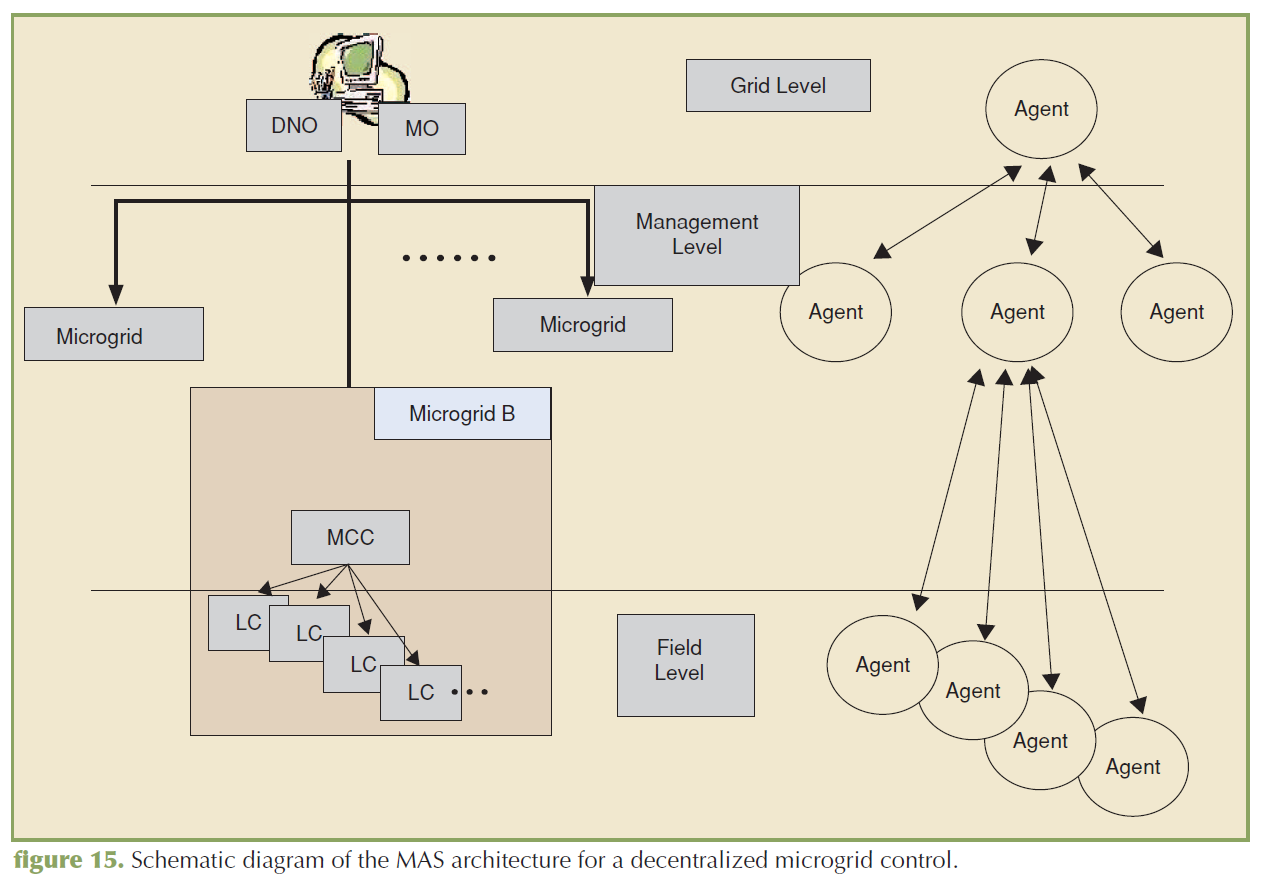 DNO
MO
Grid Level
Agent
Management
Level
Microgrid
Microgrid
Agent
Agent
Agent
Microgrid B
MCC
LC
LC
LC
LC
Field
Level
Agent
Agent
Agent
Agent
figure 15. Schematic diagram of the MAS architecture for a decentralized microgrid control.